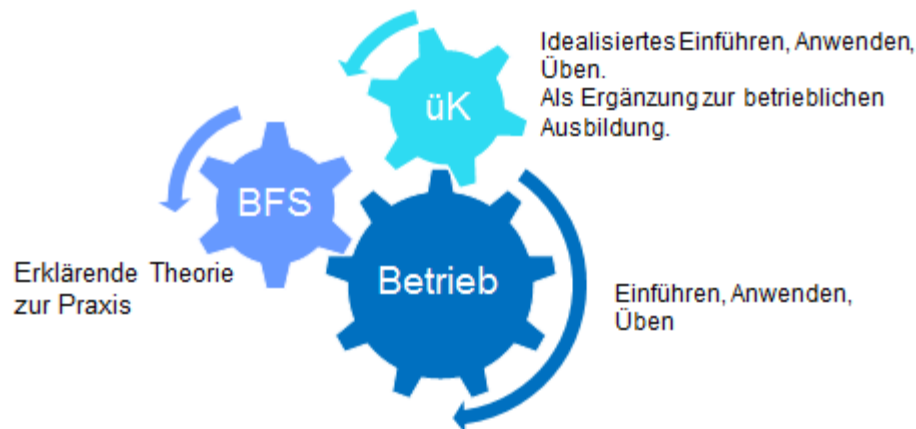 Idealisiertes Einführen, Anwenden,
Üben.
Als Ergänzung zur betrieblichen
Ausbildung.
üK
BFS
Erklärende Theorie
zur Praxis
Betrieb
Einführen, Anwenden,
Üben